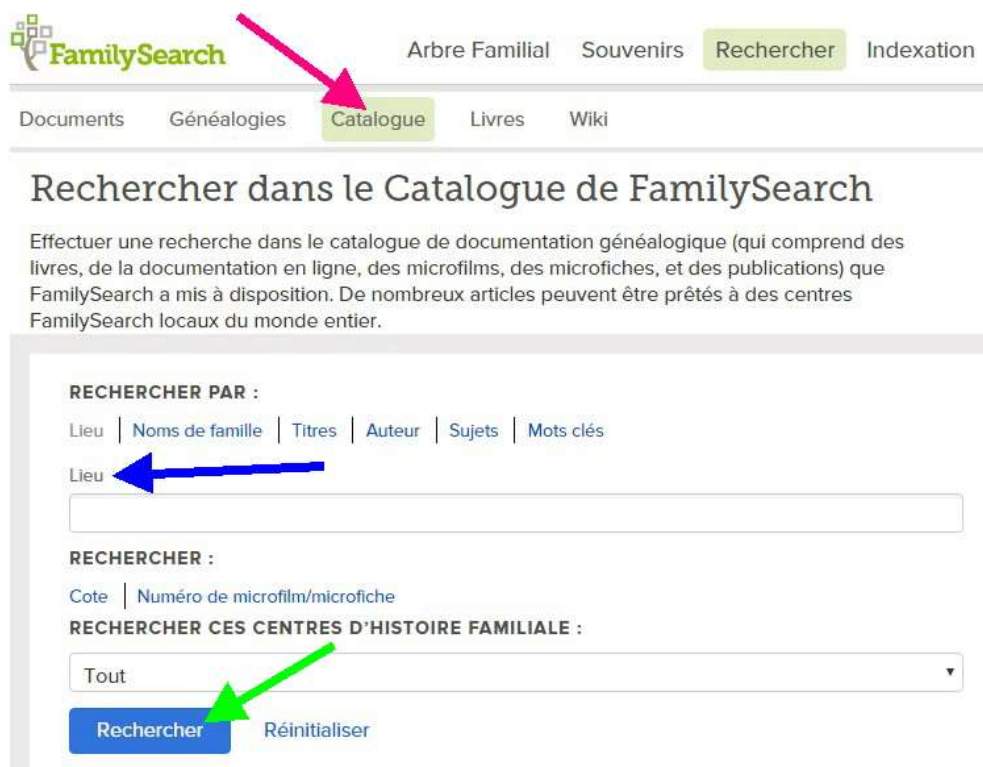 FamilySearch
Arbre Familial Souvenirs Rechercher Indexation
Documents Généalogies Catalogue Livres Wiki
Rechercher dans le Catalogue de FamilySearch
Effectuer une recherche dans le catalogue de documentation généalogique (qui comprend des
livres, de la documentation en ligne, des microfilms, des microfiches, et des publications) que
FamilySearch a mis à disposition. De nombreux articles peuvent être prêtés à des centres
FamilySearch locaux du monde entier.
RECHERCHER PAR :
Lieu | Noms de famille | Titres | Auteur | Sujets | Mots clés
Lieu
RECHERCHER :
Cote | Numéro de microfilm/microfiche
RECHERCHER CES CENTRES D'HISTOIRE FAMILIALE :
Tout
Rechercher Réinitialiser